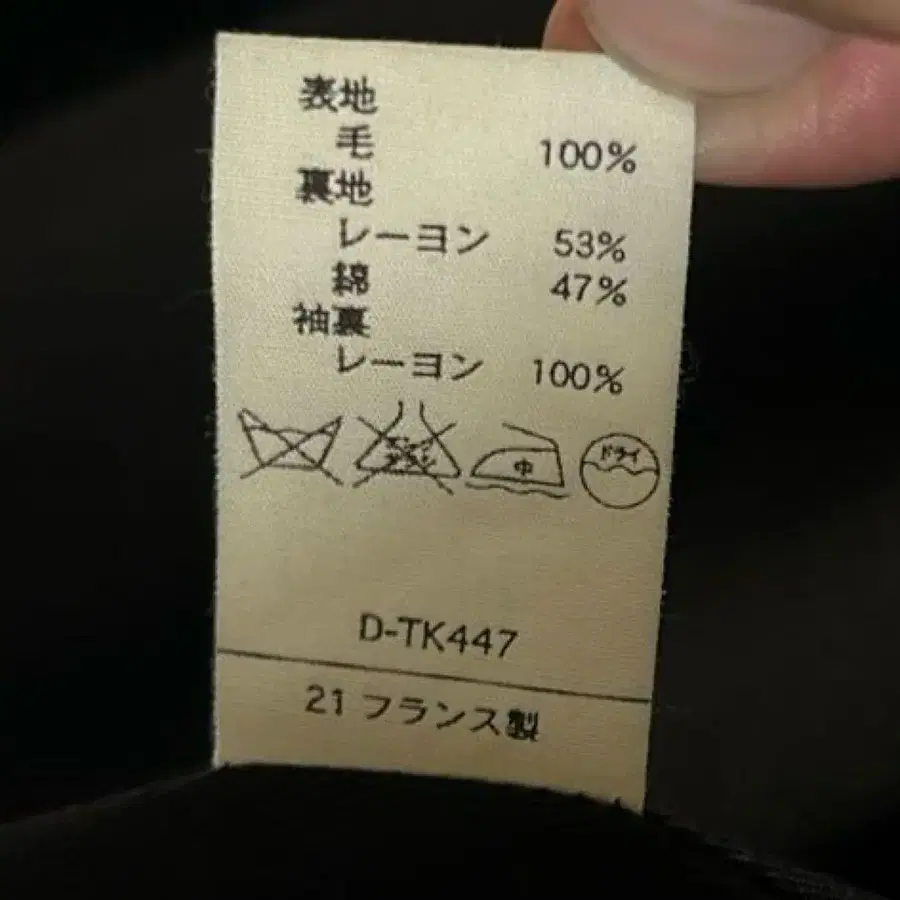 表地
毛 100%
裏地
レーヨン 53%
綿 47%
袖裏
レーヨン 100%
中 ドライ
D-TK447
21 フランス製